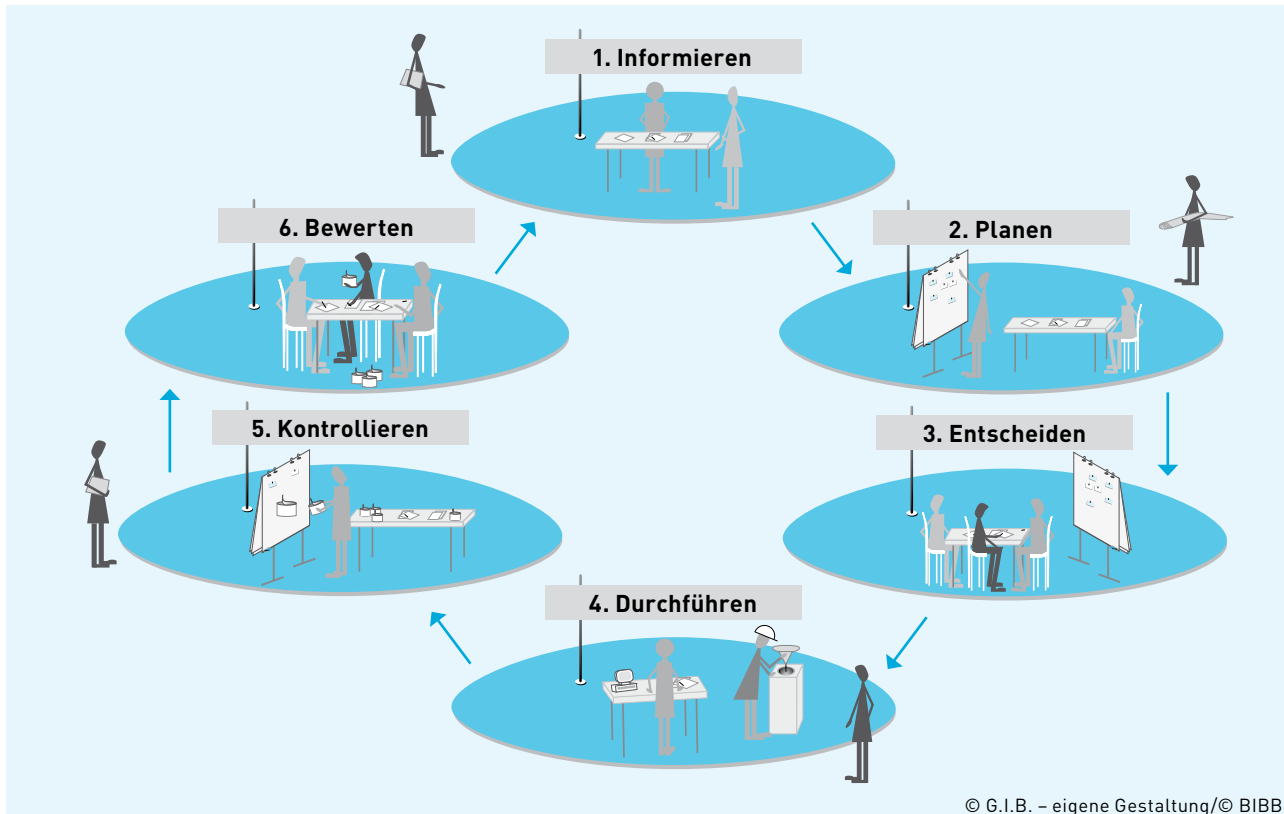 1. Informieren
2. Planen
3. Entscheiden
4. Durchführen
5. Kontrollieren
6. Bewerten
© G.I.B. – eigene Gestaltung/© BIBB